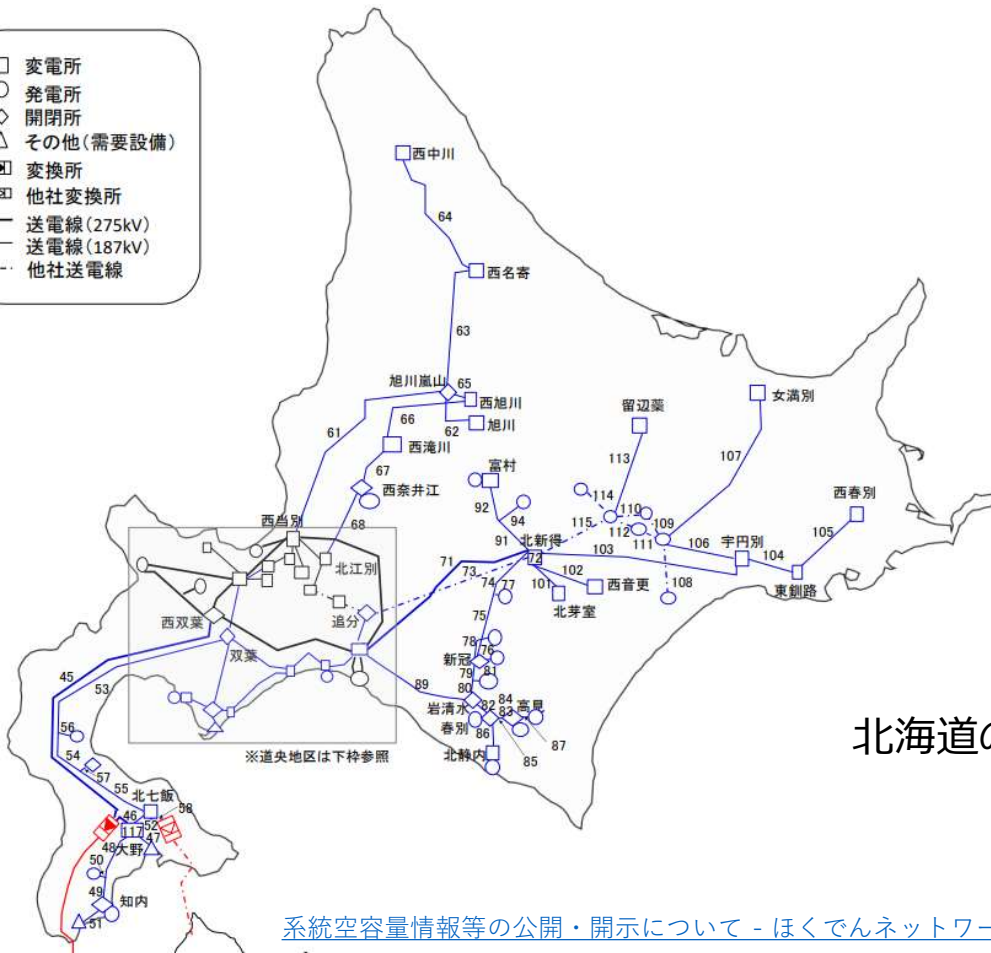 変電所
発電所
開閉所
その他(需要設備)
変換所
他社変換所
送電線(275kV)
送電線(187kV)
他社送電線
西中川
64
西名寄
63
旭川嵐山
65
西旭川
61
66
62
旭川
西滝川
67
西奈井江
68
女満別
留辺蘂
107
113
富村
西春別
92
94
114
110
115
112
109
105
西当別
91
北新得
111
106
宇円別
71
72
103
104
73
北江別
74
77
102
101
西音更
108
東釧路
北芽室
追分
75
西双葉
双葉
78
76
新冠
79
81
45
53
89
80
岩清水
82
84
高見
83
春別
86
87
56
※道央地区は下枠参照
北静内
85
北海道の
54
57
55
北七飯
58
46
52
117
47
48
大野
50
49
知内
51
系統空容量情報等の公開・開示について - ほくでんネットワー